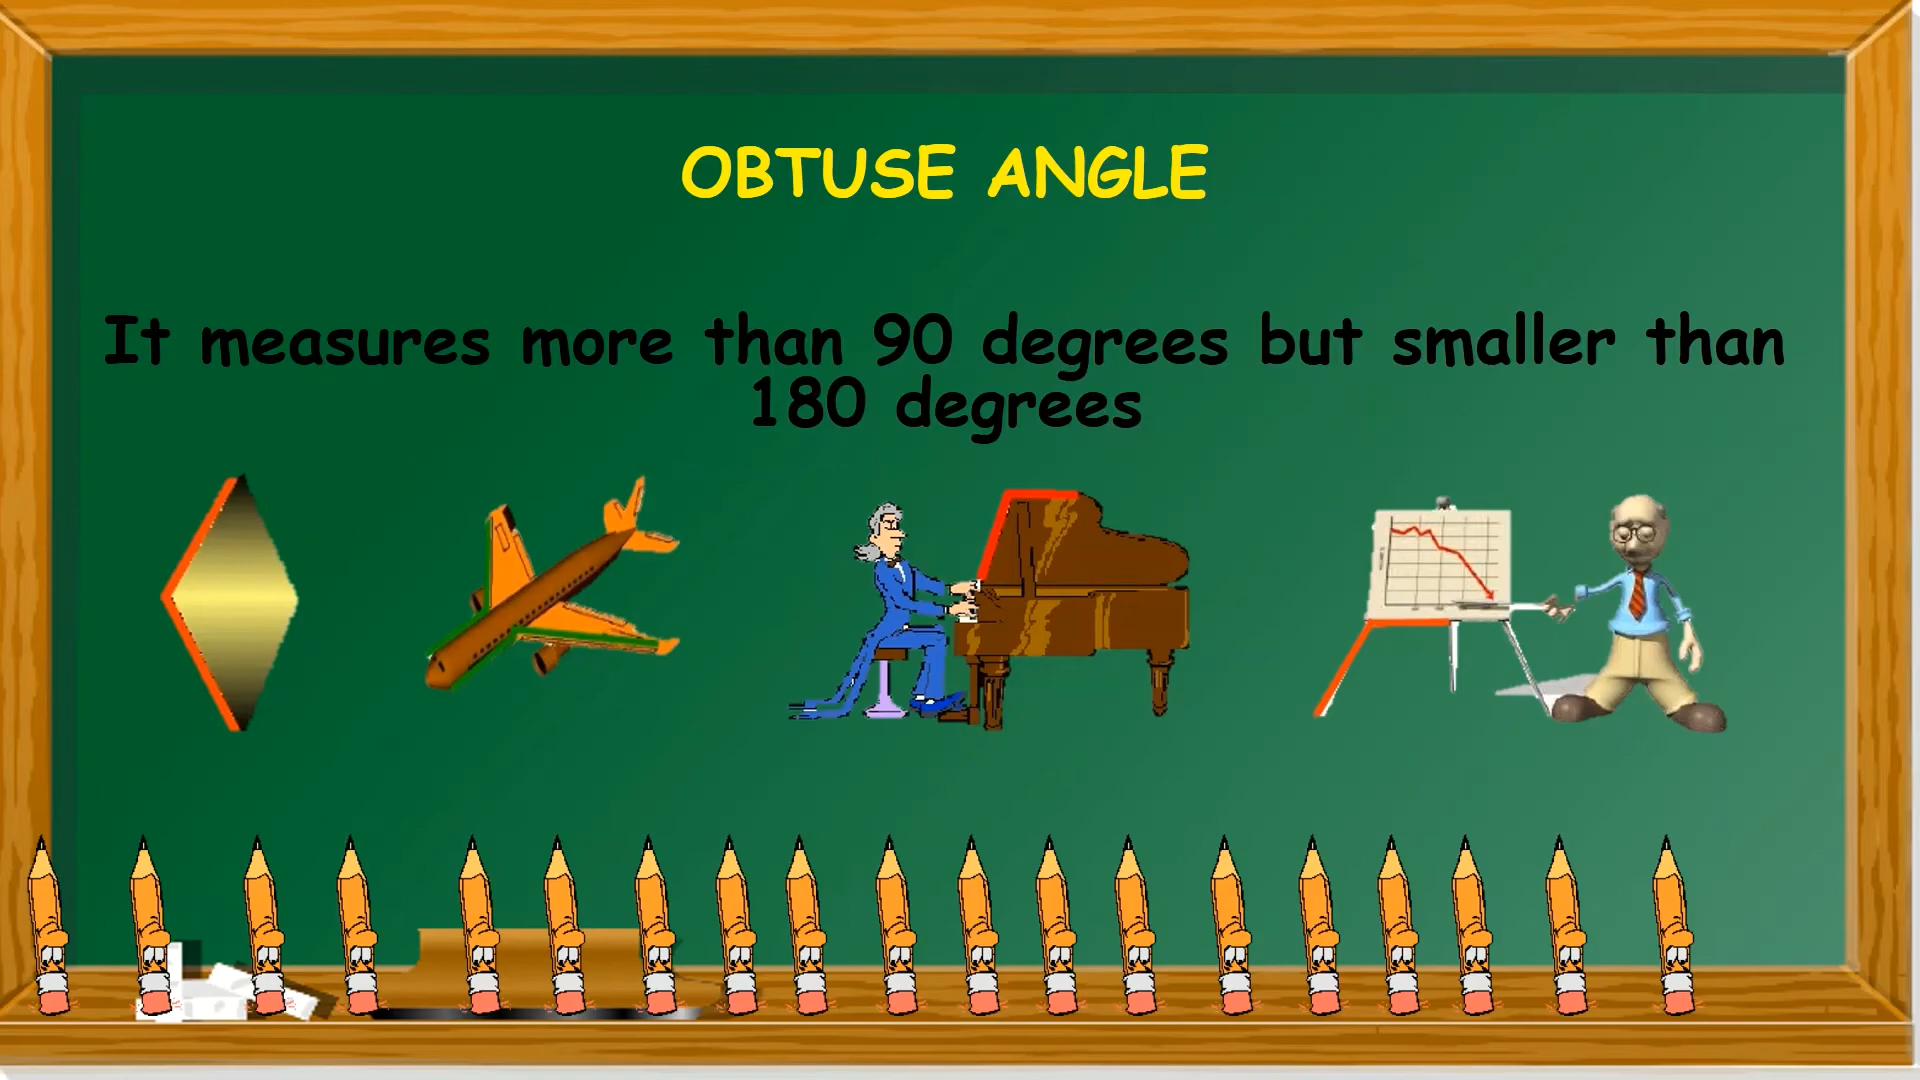 OBTUSE ANGLE
It measures more than 90 degrees but smaller than
180 degrees